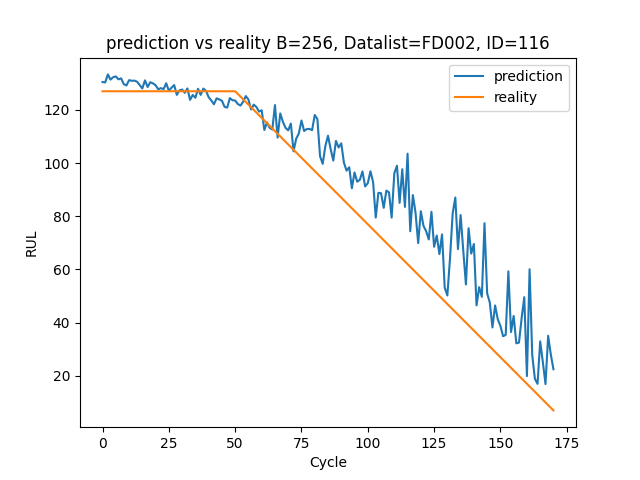 prediction vs reality B=256, Datalist=FD002, ID=116
prediction
reality
RUL
120
100
80
60
40
20
0 25 50 75 100 125 150 175
Cycle